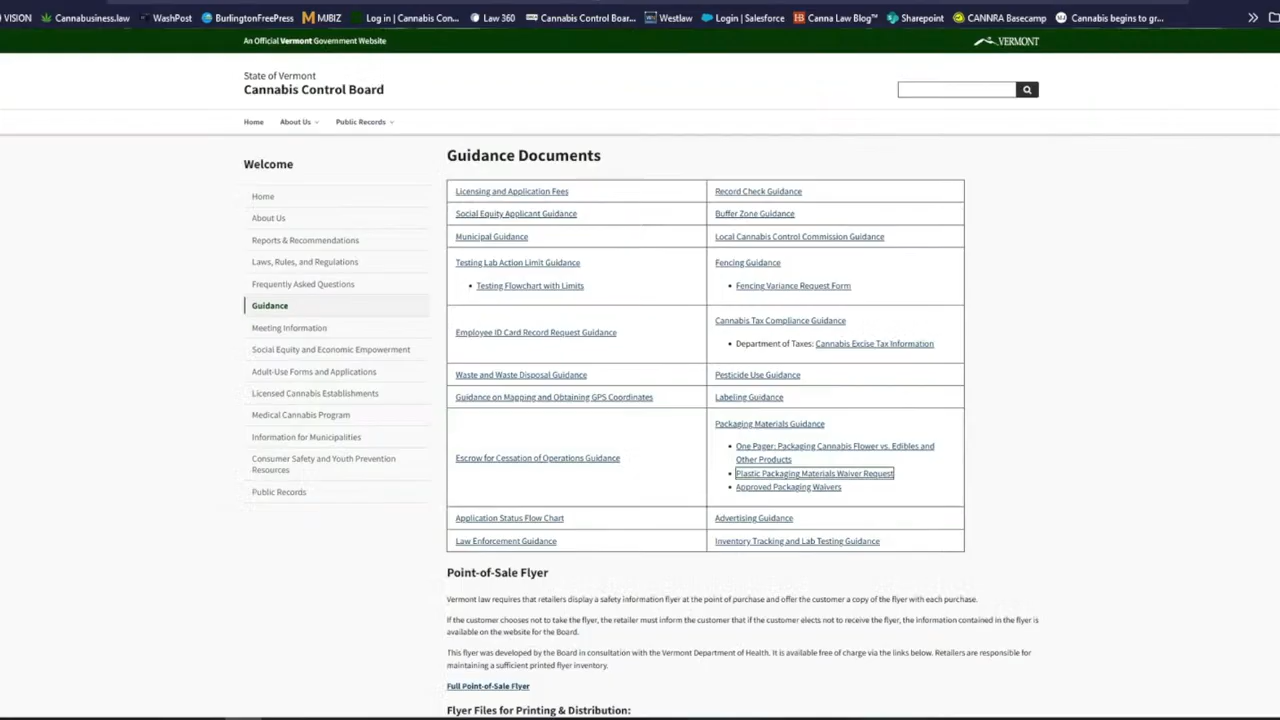 VISION Cannabusiness.law WashPost BurlingtonFreePress MJBIZ Log in | Cannabis Con... Law 360 Cannabis Control Boar... Westlaw Login | Salesforce Canna Law Blog™ Sharepoint CANNRA Basecamp Cannabis begins to gr...
An Official Vermont Government Website
VERMONT
State of Vermont
Cannabis Control Board
Home About Us Public Records
Welcome
Home
About Us
Reports & Recommendations
Laws, Rules, and Regulations
Frequently Asked Questions
Guidance
Meeting Information
Social Equity and Economic Empowerment
Adult-Use Forms and Applications
Licensed Cannabis Establishments
Medical Cannabis Program
Information for Municipalities
Consumer Safety and Youth Prevention
Resources
Public Records
Guidance Documents
Licensing and Application Fees
Record Check Guidance
Social Equity Applicant Guidance
Buffer Zone Guidance
Municipal Guidance
Local Cannabis Control Commission Guidance
Testing Lab Action Limit Guidance
• Testing Flowchart with Limits
Fencing Guidance
• Fencing Variance Request Form
Employee ID Card Record Request Guidance
Cannabis Tax Compliance Guidance
• Department of Taxes: Cannabis Excise Tax Information
Waste and Waste Disposal Guidance
Pesticide Use Guidance
Guidance on Mapping and Obtaining GPS Coordinates
Labeling Guidance
Escrow for Cessation of Operations Guidance
Packaging Materials Guidance
• One Pager: Packaging Cannabis Flower vs. Edibles and
Other Products
• Plastic Packaging Materials Waiver Request
• Approved Packaging Waivers
Application Status Flow Chart
Advertising Guidance
Law Enforcement Guidance
Inventory Tracking and Lab Testing Guidance
Point-of-Sale Flyer
Vermont law requires that retailers display a safety information flyer at the point of purchase and offer the customer a copy of the flyer with each purchase.
If the customer chooses not to take the flyer, the retailer must inform the customer that if the customer elects not to receive the flyer, the information contained in the flyer is
available on the website for the Board.
This flyer was developed by the Board in consultation with the Vermont Department of Health. It is available free of charge via the links below. Retailers are responsible for
maintaining a sufficient printed flyer inventory.
Full Point-of-Sale Flyer
Flyer Files for Printing & Distribution: